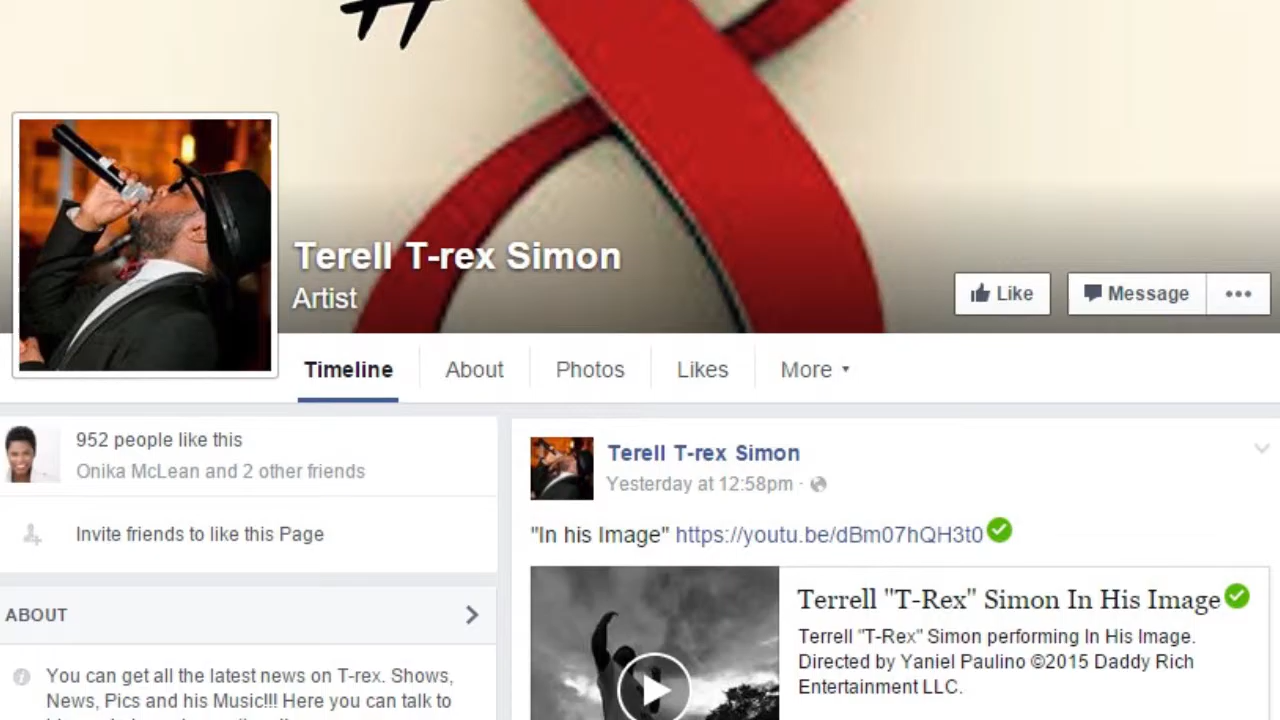 Terell T-rex Simon
Artist
Like
Message
Timeline
About
Photos
Likes
More
952 people like this
Onika McLean and 2 other friends
Invite friends to like this Page
ABOUT
You can get all the latest news on T-rex. Shows,
News, Pics and his Music!!! Here you can talk to
Terell T-rex Simon
Yesterday at 12:58pm ·
"In his Image" https://youtu.be/dBm07hQH3t0
Terrell "T-Rex" Simon In His Image
Terrell "T-Rex" Simon performing In His Image.
Directed by Yaniel Paulino ©2015 Daddy Rich
Entertainment LLC.